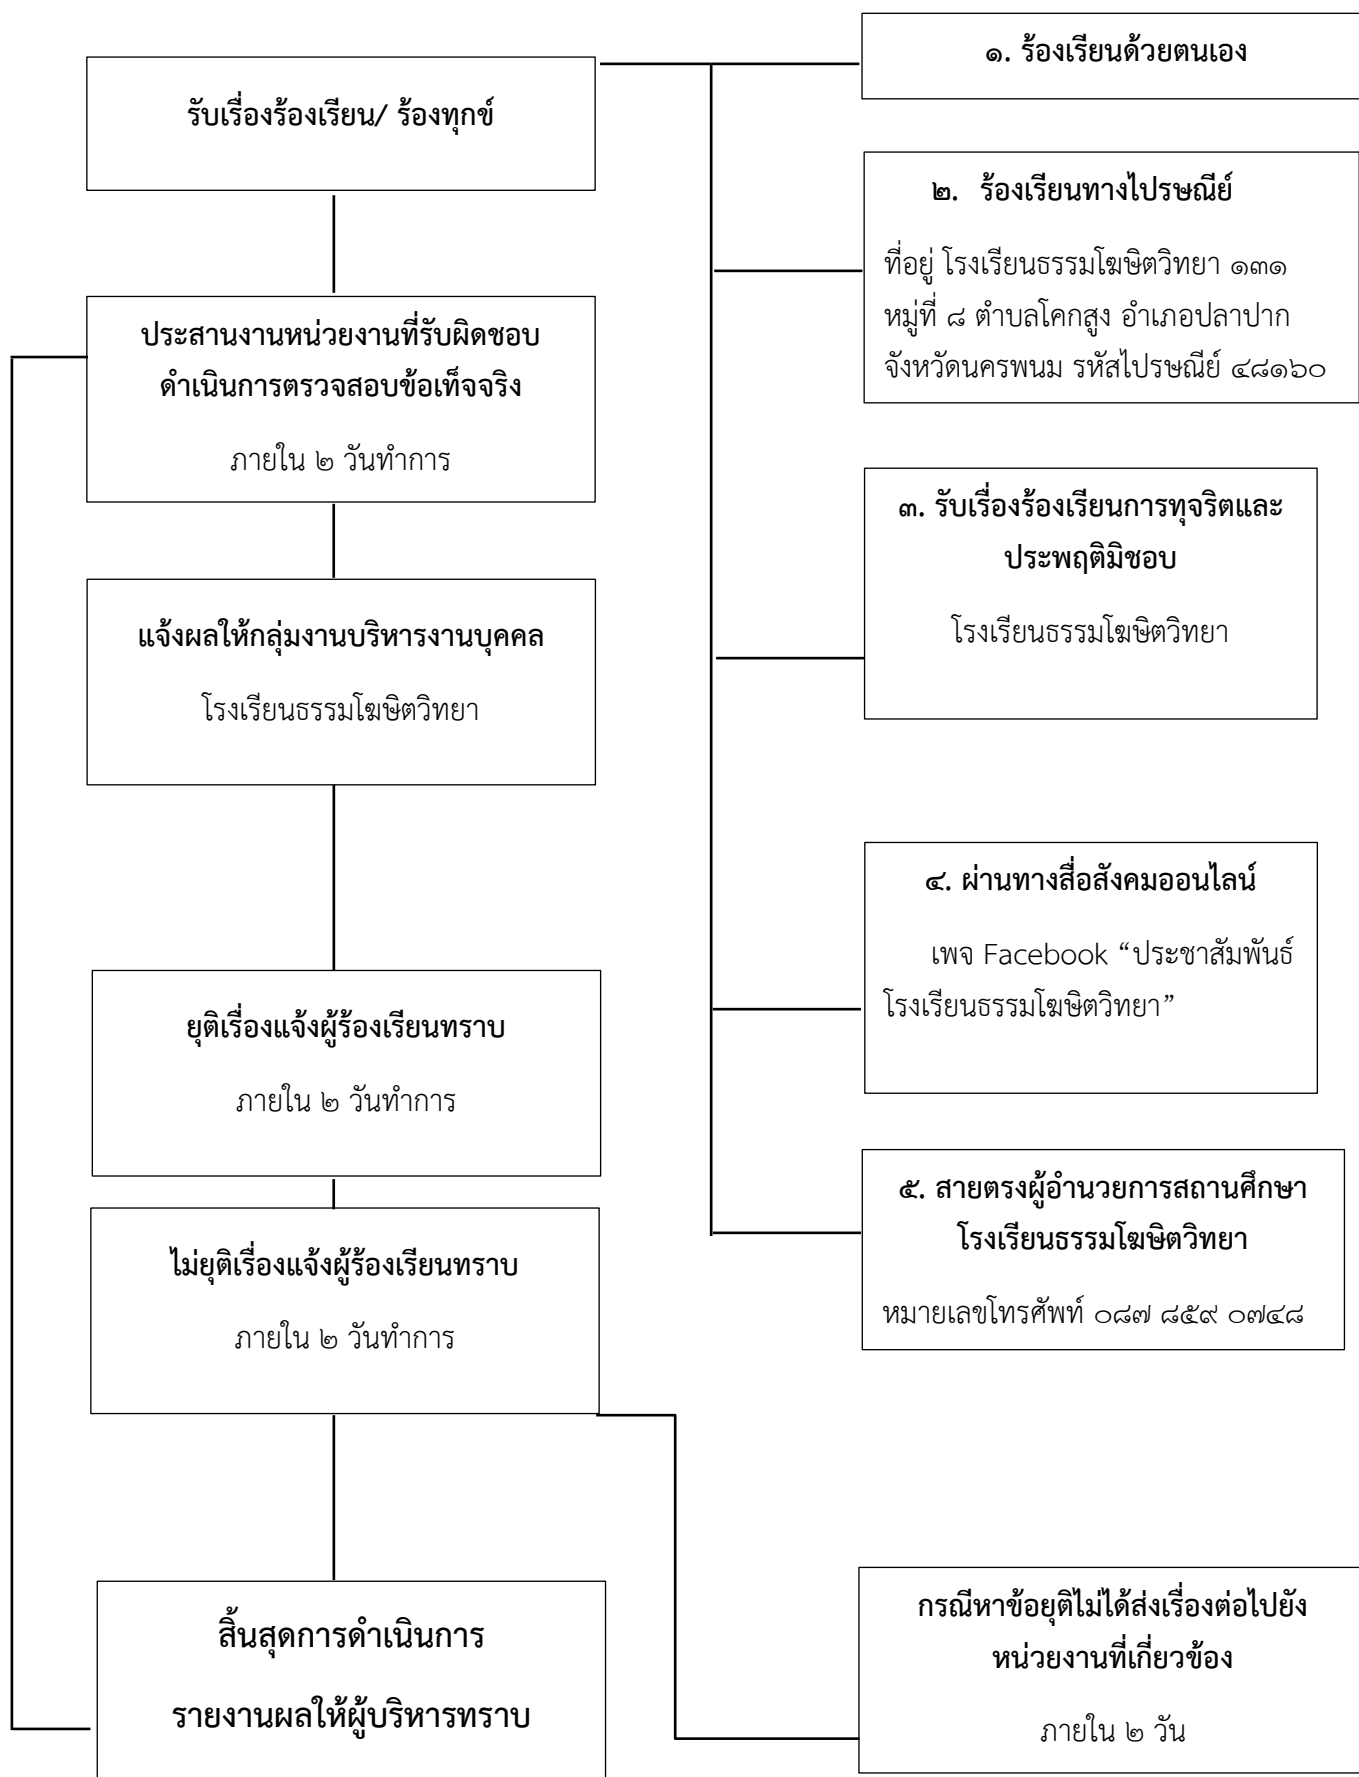 รับเรื่องร้องเรียน/ ร้องทุกข์
ประสานงานหน่วยงานที่รับผิดชอบ
ดำเนินการตรวจสอบข้อเท็จจริง
ภายใน ๒ วันทำการ
แจ้งผลให้กลุ่มงานบริหารงานบุคคล
โรงเรียนธรรมโฆษิตวิทยา
ยุติเรื่องแจ้งผู้ร้องเรียนทราบ
ภายใน ๒ วันทำการ
ไม่ยุติเรื่องแจ้งผู้ร้องเรียนทราบ
ภายใน ๒ วันทำการ
สิ้นสุดการดำเนินการ
รายงานผลให้ผู้บริหารทราบ
๑. ร้องเรียนด้วยตนเอง
๒. ร้องเรียนทางไปรษณีย์
ที่อยู่ โรงเรียนธรรมโฆษิตวิทยา ๑๓๑
หมู่ที่ ๘ ตำบลโคกสูง อำเภอปลาปาก
จังหวัดนครพนม รหัสไปรษณีย์ ๔๘๑๖๐
๓. รับเรื่องร้องเรียนการทุจริตและ
ประพฤติมิชอบ
โรงเรียนธรรมโฆษิตวิทยา
๔. ผ่านทางสื่อสังคมออนไลน์
เพจ Facebook “ประชาสัมพันธ์
โรงเรียนธรรมโฆษิตวิทยา”
๕. สายตรงผู้อำนวยการสถานศึกษา
โรงเรียนธรรมโฆษิตวิทยา
หมายเลขโทรศัพท์ ๐๘๗ ๘๕๙ ๐๗๔๘
กรณีหาข้อยุติไม่ได้ส่งเรื่องต่อไปยัง
หน่วยงานที่เกี่ยวข้อง
ภายใน ๒ วัน